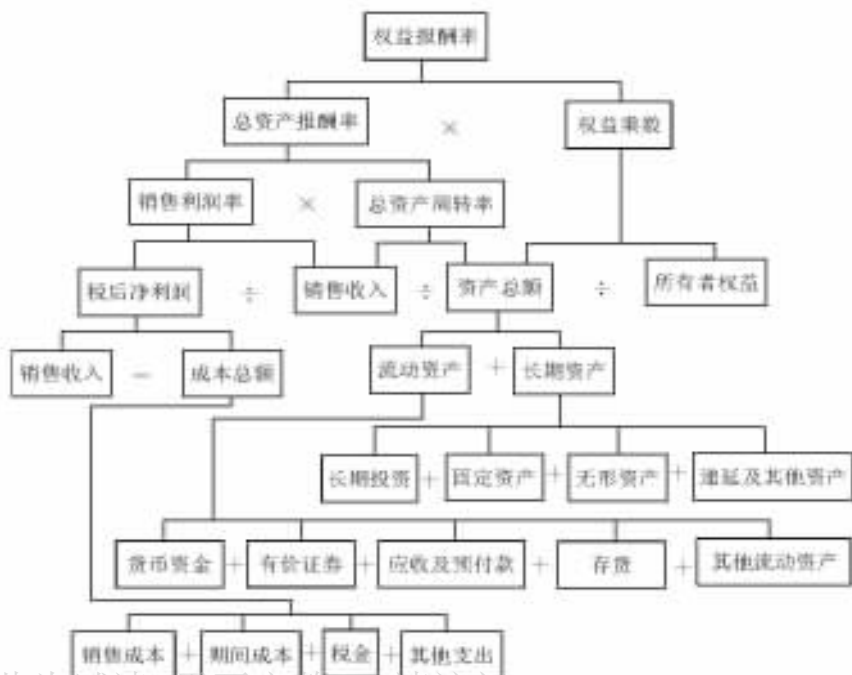 权益报酬率
总资产报酬率 × 权益乘数
销售利润率 × 总资产周转率
税后净利润 ÷ 销售收入 ÷ 资产总额 ÷ 所有者权益
销售收入 - 成本总额 流动资产 + 长期资产
长期投资 + 固定资产 + 无形资产 + 递延及其他资产
货币资金 + 有价证券 + 应收及预付款 + 存货 + 其他流动资产
销售成本 + 期间成本 + 税金 + 其他支出